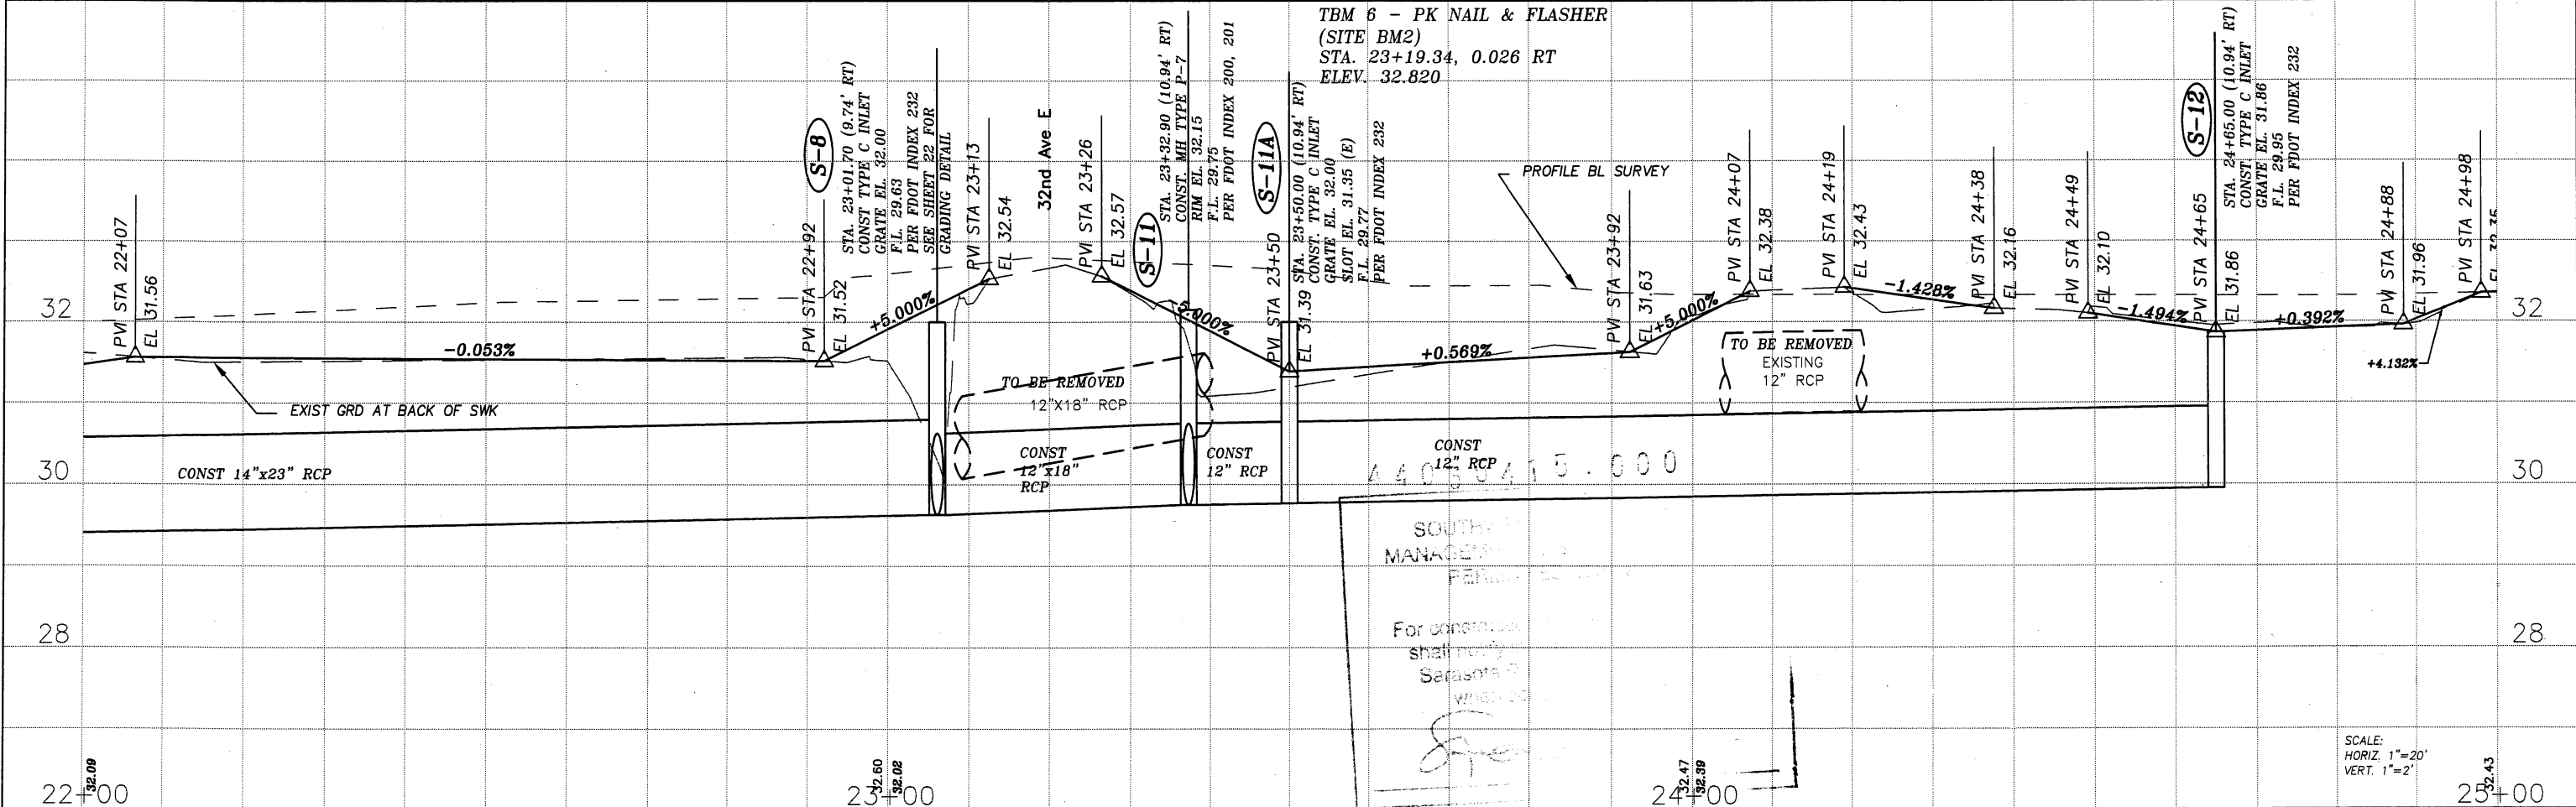 TBM 6 - PK NAIL & FLASHER
(SITE BM2)
STA. 23+19.34, 0.026 RT
ELEV. 32.820
PVI STA 22+07
EL 31.56
S-8
PVI STA 22+92
EL 31.52
STA. 23+01.70 (9.74' RT)
CONST TYPE C INLET
GRATE EL. 32.00
F.L. 29.63
PER FDOT INDEX 232
SEE SHEET 22 FOR
GRADING DETAIL
PVI STA 23+13
EL 32.54
32nd Ave E
PVI STA 23+26
EL 32.57
S-11
STA. 23+32.90 (10.94' RT)
CONST. MH TYPE P-7
RIM EL. 32.15
F.L. 29.75
PER FDOT INDEX 200, 201
S-11A
PVI STA 23+50
EL 31.39
STA. 23+50.00 (10.94' RT)
CONST. TYPE C INLET
GRATE EL. 32.00
SLOT EL. 31.35 (E)
F.L. 29.77
PER FDOT INDEX 232
PROFILE BL SURVEY
PVI STA 23+92
EL 31.63
PVI STA 24+07
EL 32.38
PVI STA 24+19
EL 32.43
PVI STA 24+38
EL 32.16
PVI STA 24+49
EL 32.10
S-12
PVI STA 24+65
EL 31.86
STA. 24+65.00 (10.94' RT)
CONST. TYPE C INLET
GRATE EL. 31.86
F.L. 29.95
PER FDOT INDEX 232
PVI STA 24+88
EL 31.96
PVI STA 24+98
32
-0.053%
+5.000%
-5.000%
+0.569%
+5.000%
-1.428%
-1.494%
+0.392%
+4.132%
32
EXIST GRD AT BACK OF SWK
TO BE REMOVED
12"X18" RCP
TO BE REMOVED
EXISTING
12" RCP
30
CONST 14"x23" RCP
CONST
12"x18"
RCP
CONST
12" RCP
CONST
12" RCP
30
28
For
shall
28
SCALE:
HORIZ. 1"=20'
VERT. 1"=2'
32.09
32.60
32.02
32.47
32.39
32.43
22+00
23+00
24+00
25+00